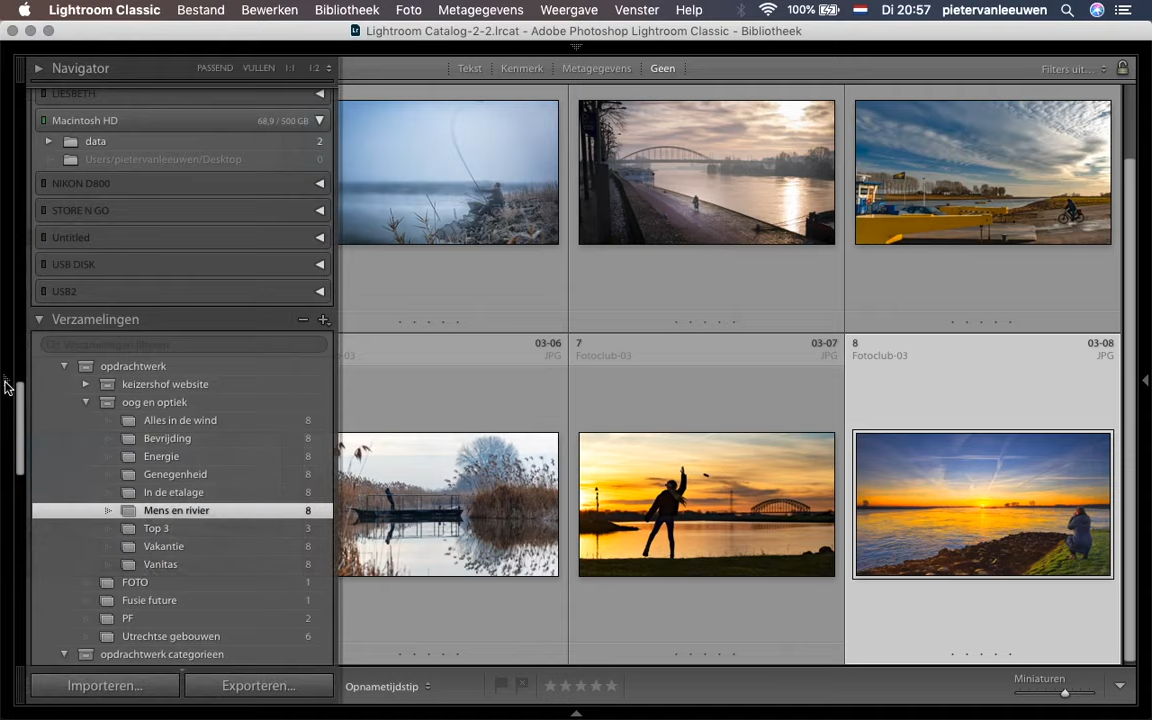 Lightroom Classic Bestand Bewerken Bibliotheek Foto Metagegevens Weergave Venster Help 100% Di 20:57 pietervanleeuwen
Lightroom Catalog-2-2.lrcat - Adobe Photoshop Lightroom Classic - Bibliotheek
Navigator PASSEND VULLEN 1:1 1:2
Tekst Kenmerk Metagegevens Geen Filters uit...
LIESBETH
Macintosh HD 68,9 / 500 GB
data 2
Users/pietervanleeuwen/Desktop 0
NIKON D800
STORE N GO
Untitled
USB DISK
USB2
Verzamelingen
Verzamelingen filteren
opdrachtwerk
keizershof website
oog en optiek
Alles in de wind 8
Bevrijding 8
Energie 8
Genegenheid 8
In de etalage 8
Mens en rivier 8
Top 3 3
Vakantie 8
Vanitas 8
FOTO 1
Fusie future 1
PF 2
Utrechtse gebouwen 6
opdrachtwerk categorieen
03-06
-03 JPG
7 03-07
Fotoclub-03 JPG
8 03-08
Fotoclub-03 JPG
Importeren... Exporteren...
Opnametijdstip
Miniaturen